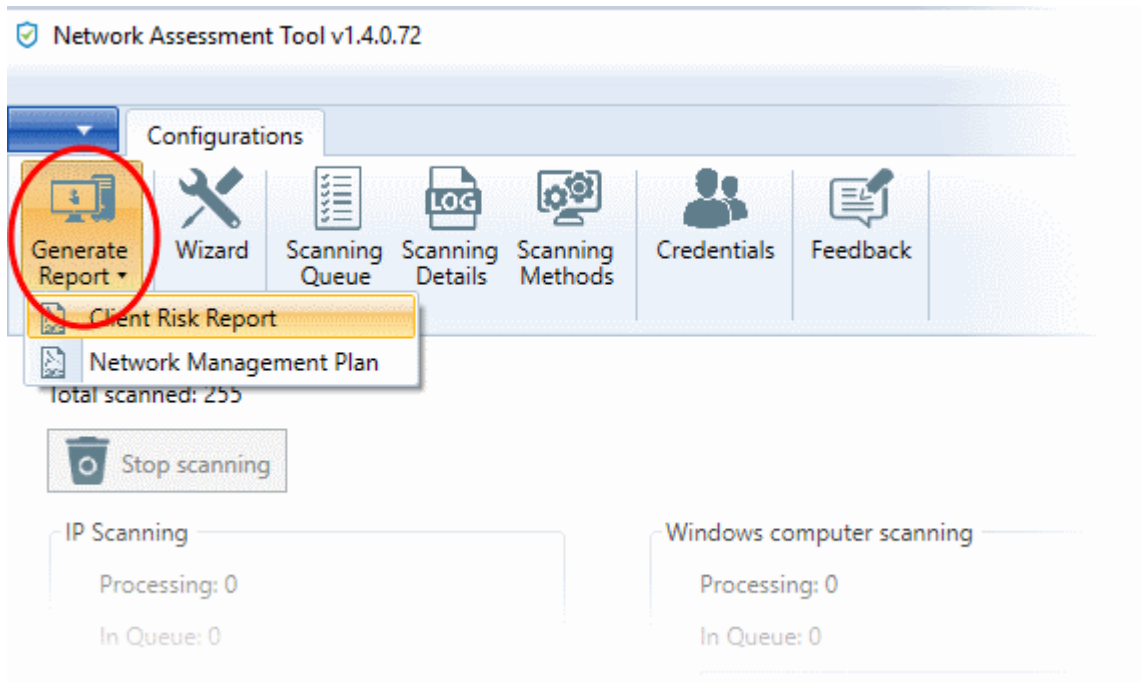 Network Assessment Tool v1.4.0.72
Configurations
Generate
Report
Wizard
Scanning
Queue
LOG
Scanning
Details
Scanning
Methods
Credentials
Feedback
Client Risk Report
Network Management Plan
Total scanned: 255
Stop scanning
IP Scanning
Processing: 0
In Queue: 0
Windows computer scanning
Processing: 0
In Queue: 0